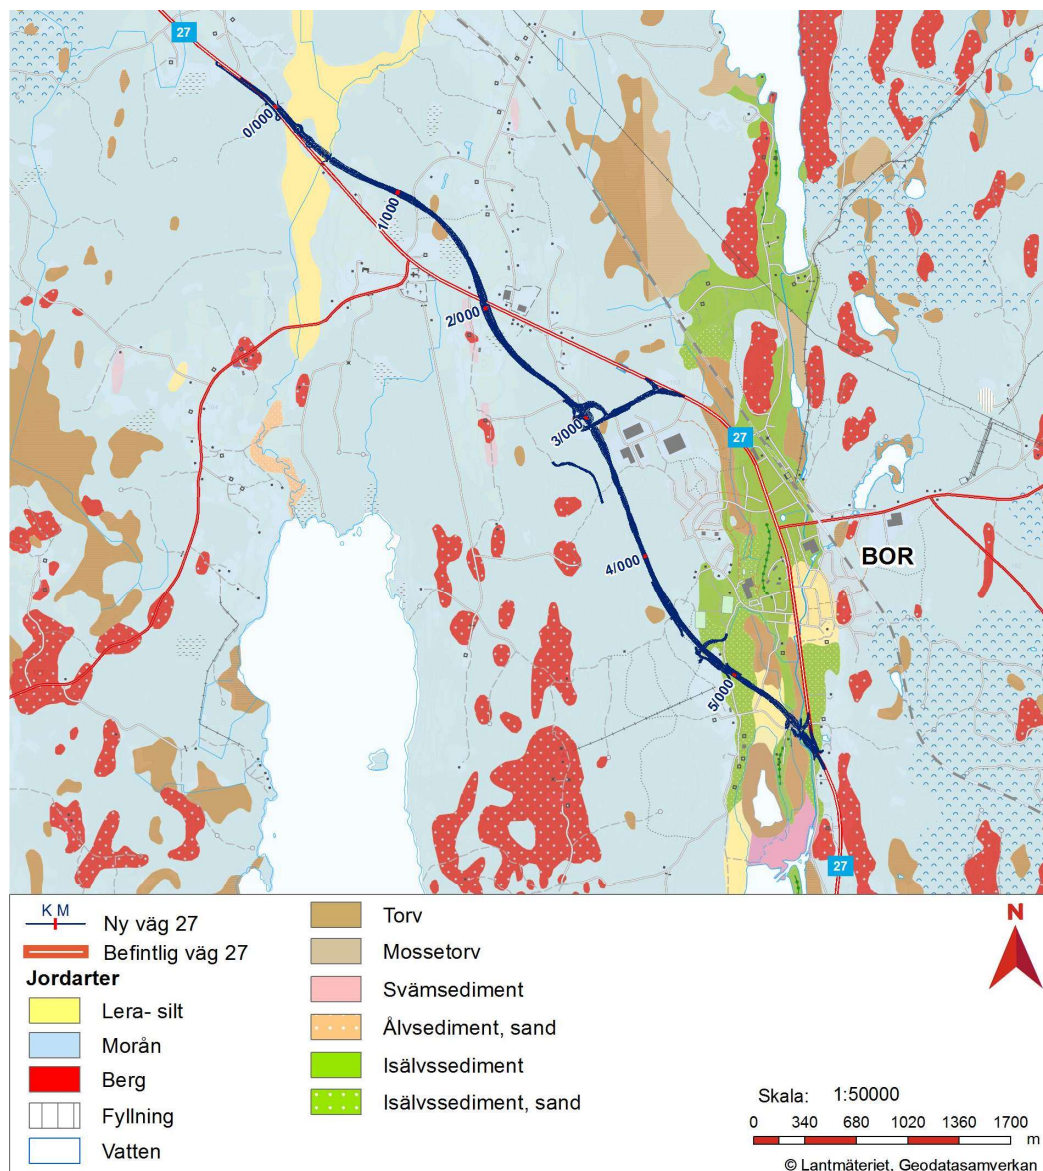 27
0/000
1/000
2/000
3/000
27
4/000
BOR
5/000
27
K M
Ny väg 27
Befintlig väg 27
Jordarter
Lera- silt
Morån
Berg
Fyllning
Vatten
Torv
Mossetorv
Svämsediment
Ålvsediment, sand
Isälvssediment
Isälvssediment, sand
N
Skala: 1:50000
0 340 680 1020 1360 1700
m
© Lantmäteriet, Geodatasamverkan